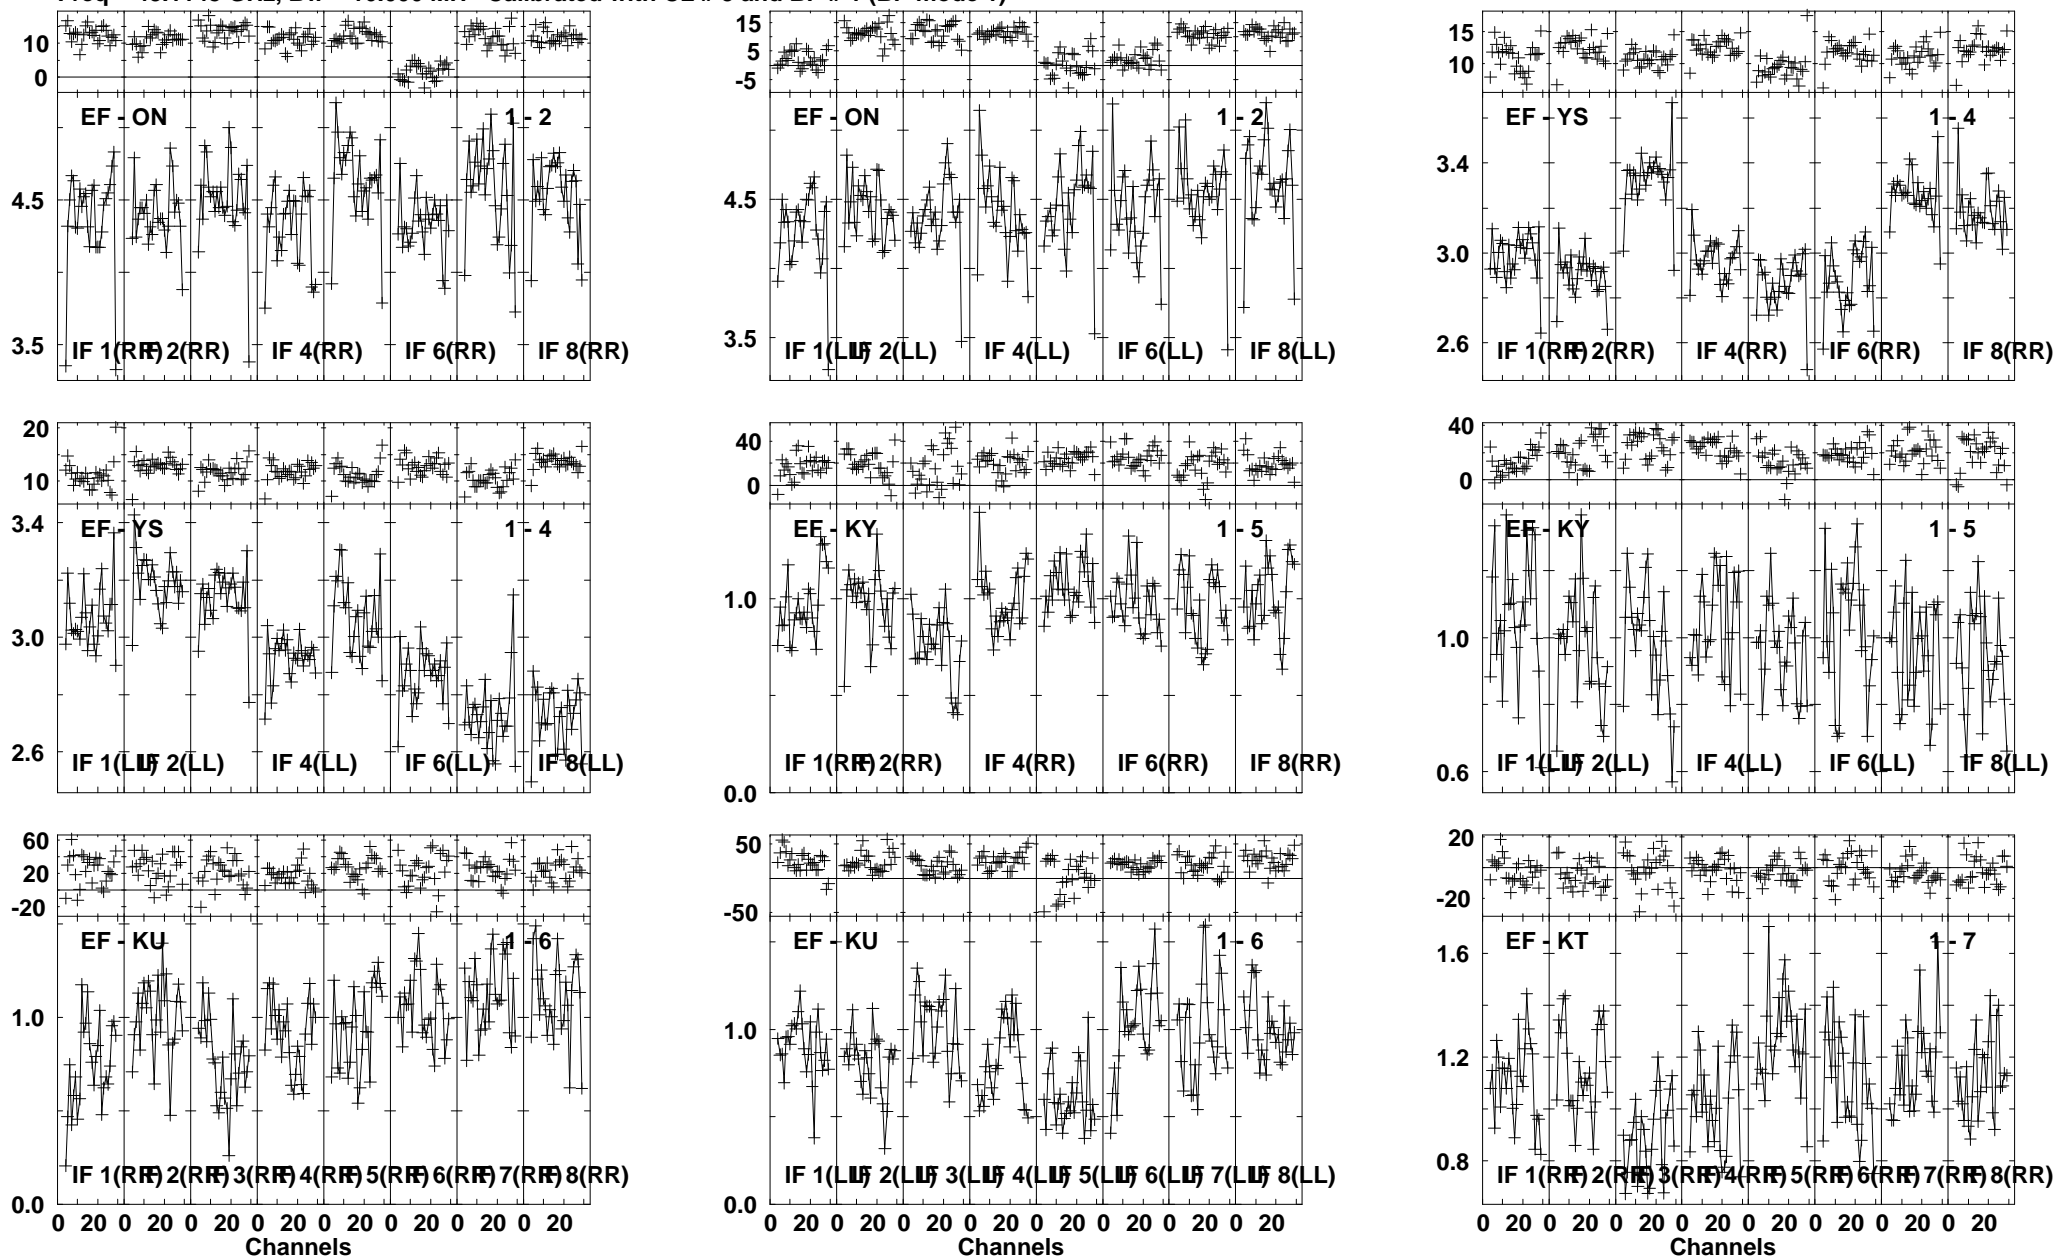 10
0
EF - ON 1 - 2
4.5
3.5
IF 1(RR) IF 2(RR) IF 4(RR) IF 6(RR) IF 8(RR)
15
5
-5
EF - ON 1 - 2
4.5
3.5
IF 1(LL) IF 2(LL) IF 4(LL) IF 6(LL) IF 8(LL)
15
10
EF - YS 1 - 4
3.4
3.0
2.6
IF 1(RR) IF 2(RR) IF 4(RR) IF 6(RR) IF 8(RR)
20
10
EF - YS 1 - 4
3.4
3.0
2.6
IF 1(LL) IF 2(LL) IF 4(LL) IF 6(LL) IF 8(LL)
40
20
0
EF - KY 1 - 5
1.0
0.0
IF 1(RR) IF 2(RR) IF 4(RR) IF 6(RR) IF 8(RR)
40
20
0
EF - KY 1 - 5
1.0
0.6
IF 1(LL) IF 2(LL) IF 4(LL) IF 6(LL) IF 8(LL)
60
20
-20
EF - KU 1 - 6
1.0
0.0
IF 1(RR) IF 2(RR) IF 3(RR) IF 4(RR) IF 5(RR) IF 6(RR) IF 7(RR) IF 8(RR)
0 20 0 20 0 20 0 20 0 20 0 20 0 20 0 20
Channels
50
-50
EF - KU 1 - 6
1.0
0.0
IF 1(LL) IF 2(LL) IF 3(LL) IF 4(LL) IF 5(LL) IF 6(LL) IF 7(LL) IF 8(LL)
0 20 0 20 0 20 0 20 0 20 0 20 0 20 0 20
Channels
20
0
-20
EF - KT 1 - 7
1.6
1.2
0.8
IF 1(RR) IF 2(RR) IF 3(RR) IF 4(RR) IF 5(RR) IF 6(RR) IF 7(RR) IF 8(RR)
0 20 0 20 0 20 0 20 0 20 0 20 0 20 0 20
Channels